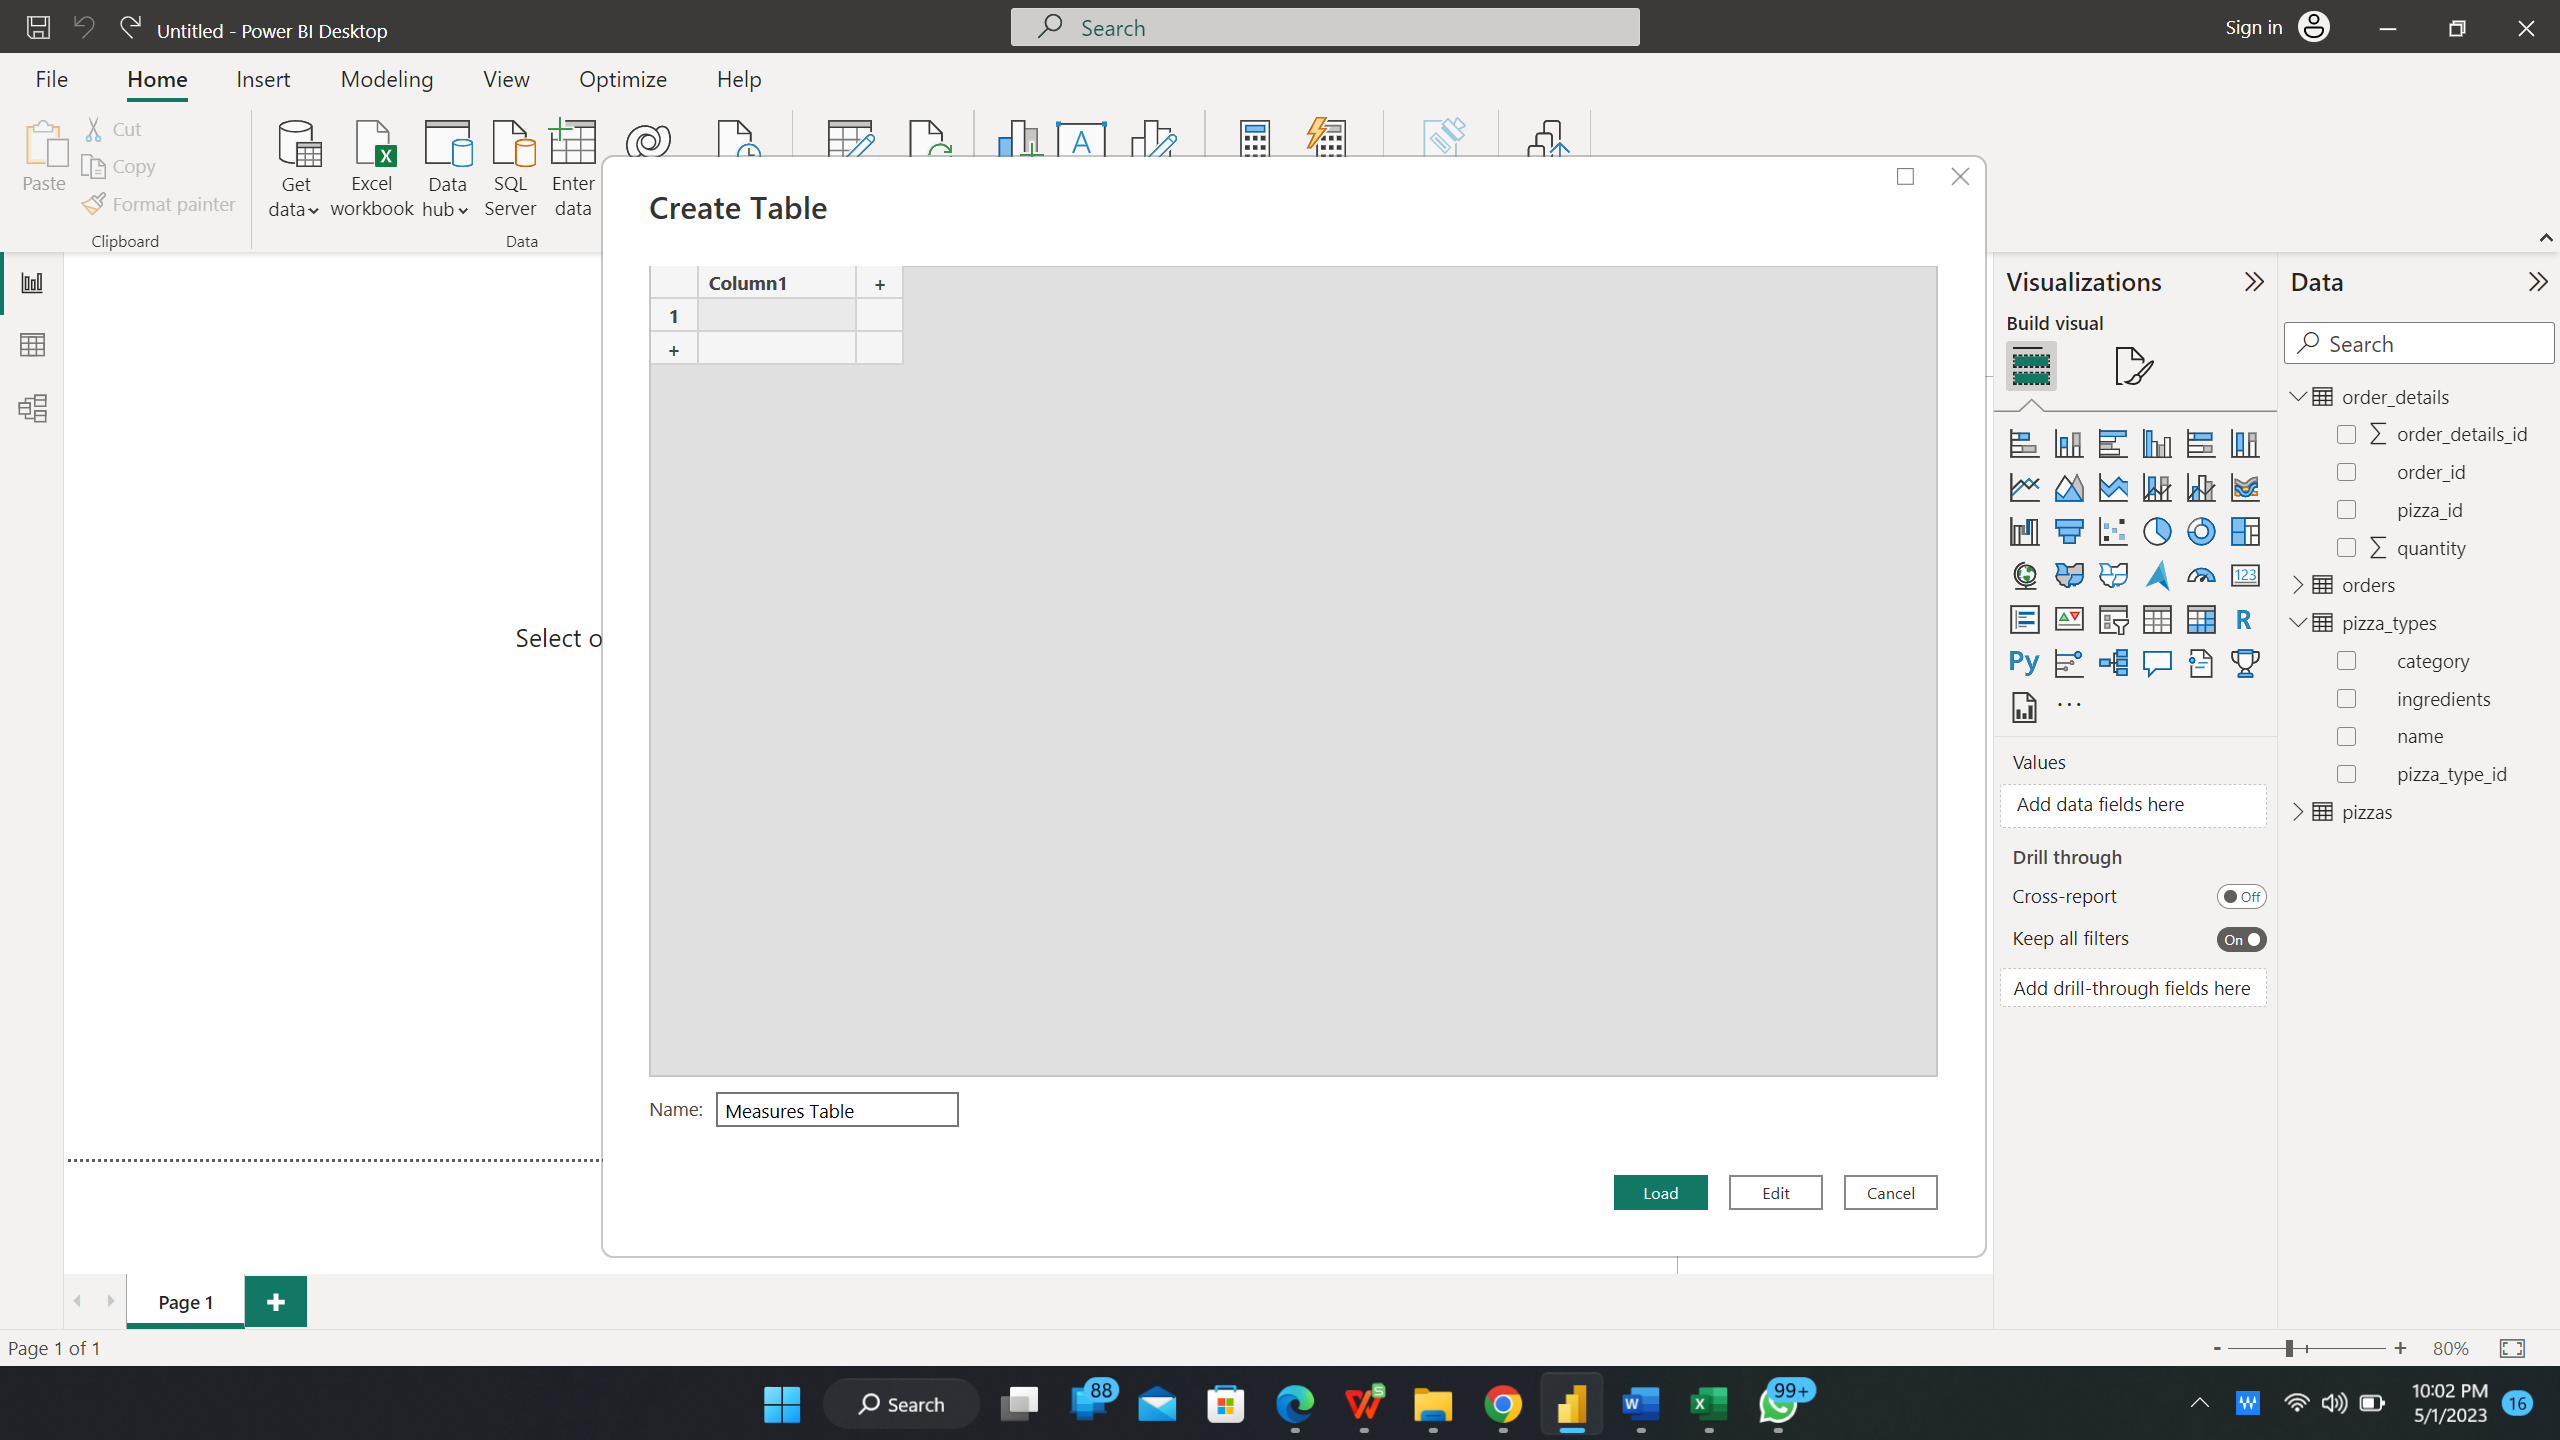 Untitled - Power BI Desktop
Search
Sign in
File
Home
Insert
Modeling
View
Optimize
Help
Paste
Cut
Copy
Format painter
Clipboard
Get
data
Excel
workbook
Data
hub
SQL
Server
Enter
data
Data
Create Table
Column1
+
1
+
Select o
Name:
Measures Table
Load
Edit
Cancel
Visualizations
Build visual
123
R
Py
...
Values
Add data fields here
Drill through
Cross-report
Off
Keep all filters
On
Add drill-through fields here
Data
Search
order_details
order_details_id
order_id
pizza_id
quantity
orders
pizza_types
category
ingredients
name
pizza_type_id
pizzas
Page 1
+
Page 1 of 1
- + 80%
Search
88
99+
10:02 PM
5/1/2023
16